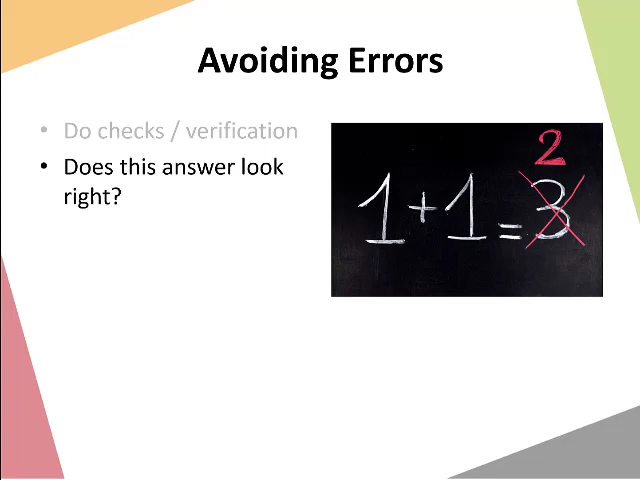 Avoiding Errors
• Do checks / verification
• Does this answer look
right?
2
1+1=3